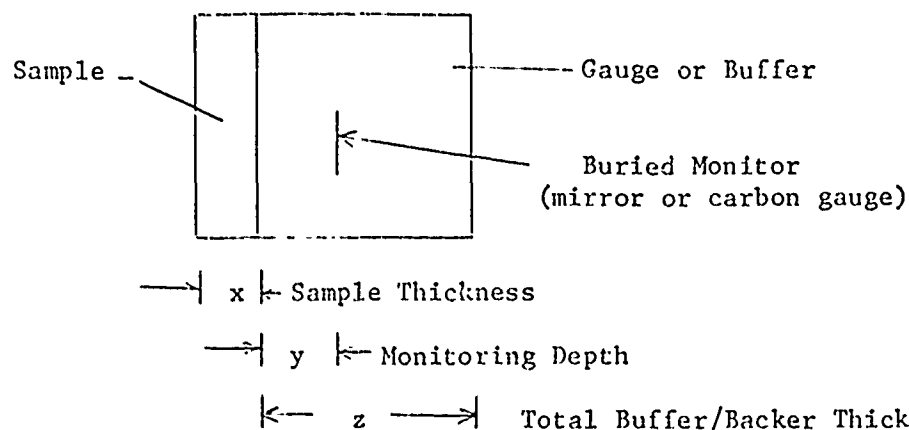 Sample
Gauge or Buffer
Buried Monitor
(mirror or carbon gauge)
x Sample Thickness
y Monitoring Depth
z Total Buffer/Backer Thick